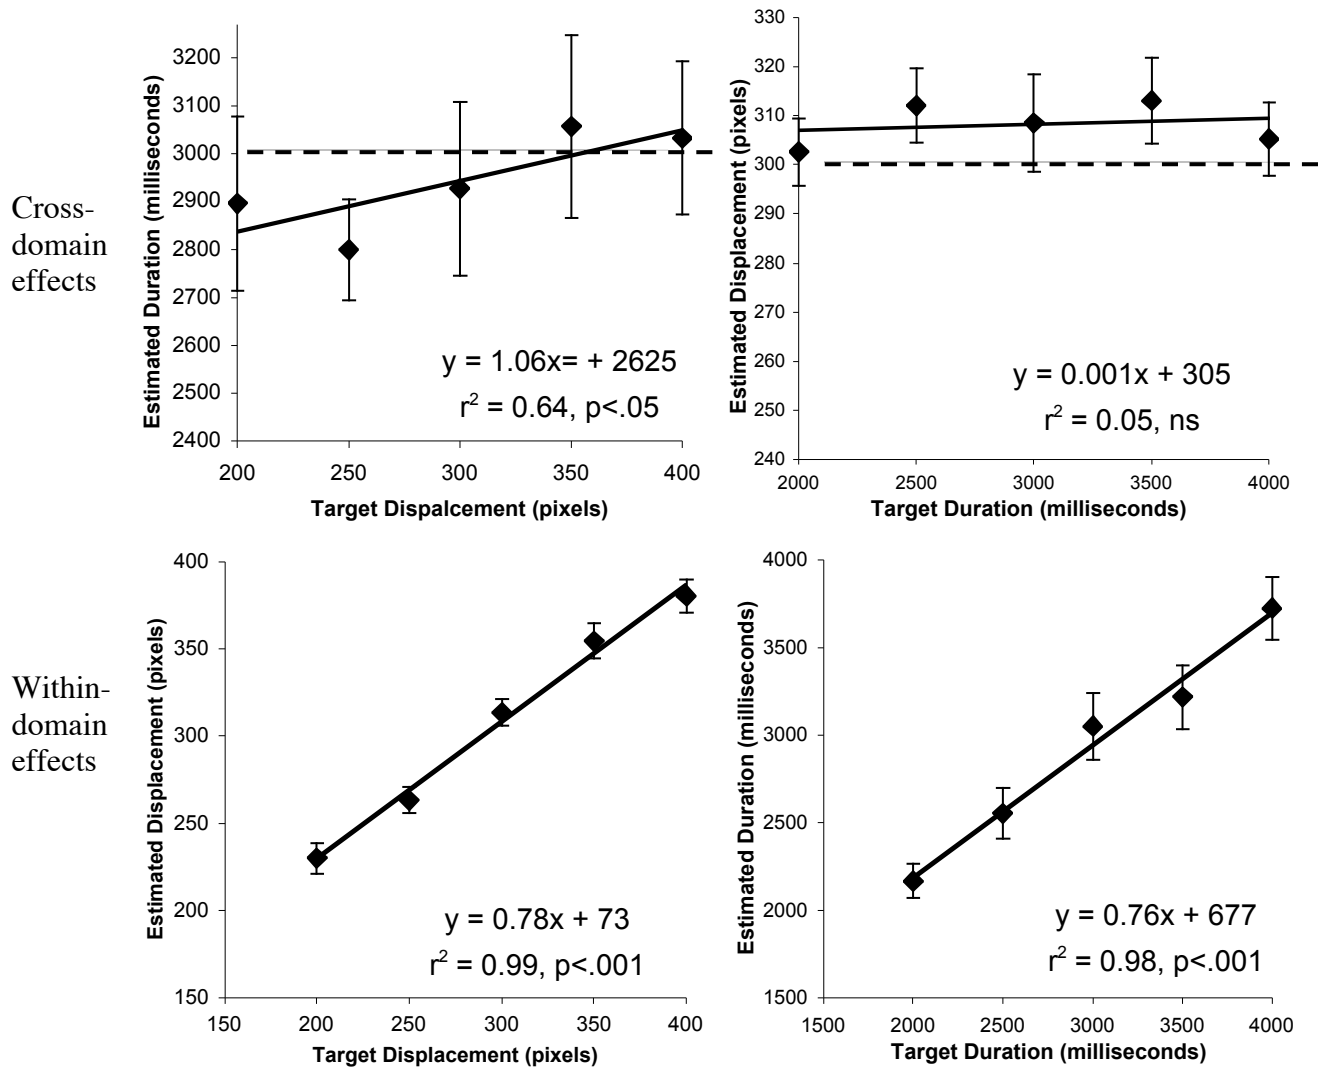 Cross-
domain
effects
Estimated Duration (milliseconds)
3200
3100
3000
2900
2800
2700
2600
2500
2400
200 250 300 350 400
Target Dispalcement (pixels)
y = 1.06x= + 2625
r² = 0.64, p<.05
Estimated Displacement (pixels)
330
320
310
300
290
280
270
260
250
240
2000 2500 3000 3500 4000
Target Duration (milliseconds)
y = 0.001x + 305
r² = 0.05, ns
Within-
domain
effects
Estimated Displacement (pixels)
400
350
300
250
200
150
150 200 250 300 350 400
Target Displacement (pixels)
y = 0.78x + 73
r² = 0.99, p<.001
Estimated Duration (milliseconds)
4000
3500
3000
2500
2000
1500
1500 2000 2500 3000 3500 4000
Target Duration (milliseconds)
y = 0.76x + 677
r² = 0.98, p<.001